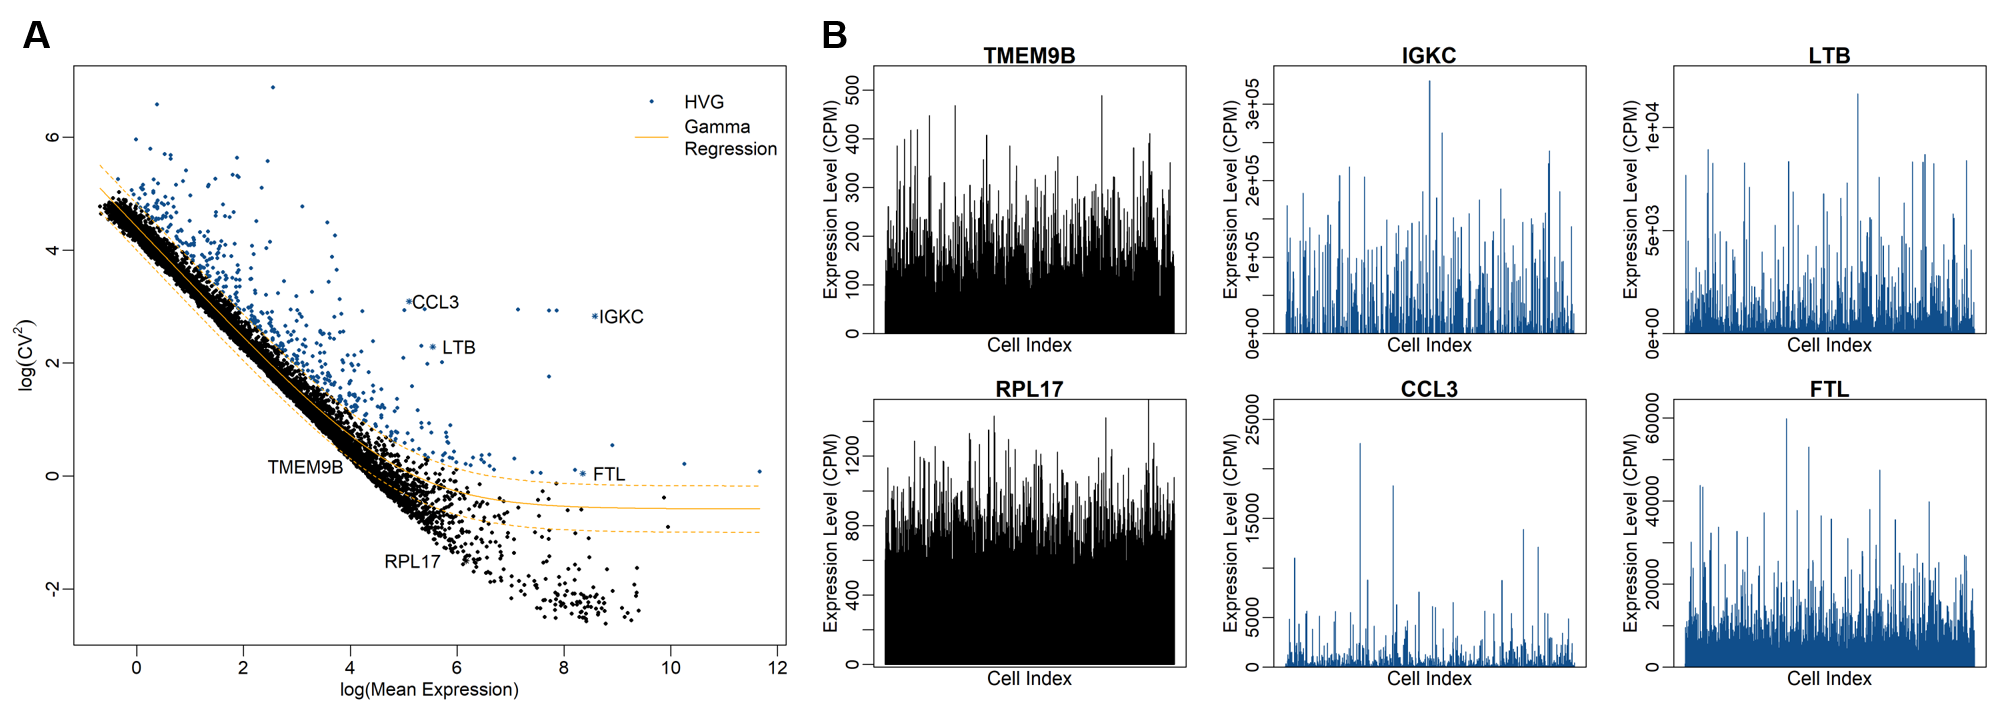 A
HVG
Gamma
Regression
CCL3
IGKC
LTB
TMEM9B
FTL
RPL17
log(CV²)
6
4
2
0
-2
0 2 4 6 8 10 12
log(Mean Expression)
B
TMEM9B
Expression Level (CPM)
500
400
300
200
100
0
Cell Index
IGKC
Expression Level (CPM)
3e+05
2e+05
1e+05
0e+00
Cell Index
LTB
Expression Level (CPM)
1e+04
5e+03
0e+00
Cell Index
RPL17
Expression Level (CPM)
1200
800
400
0
Cell Index
CCL3
Expression Level (CPM)
25000
15000
5000
0
Cell Index
FTL
Expression Level (CPM)
60000
40000
20000
0
Cell Index